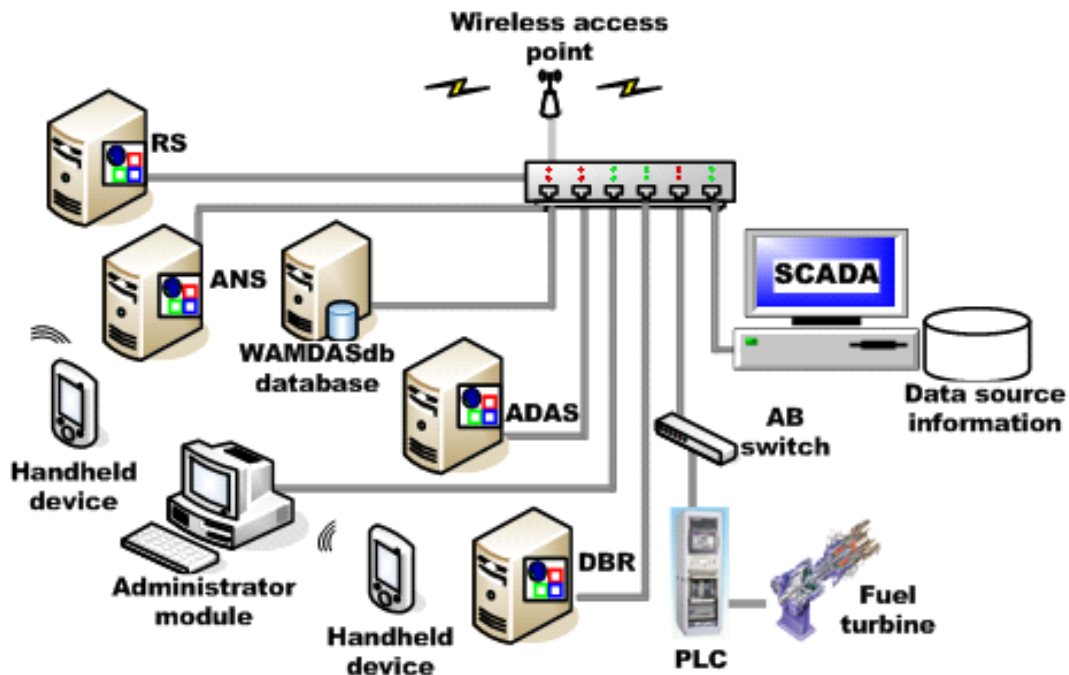 Wireless access
point
RS
ANS
SCADA
WAMDASdb
database
ADAS
Data source
information
AB
switch
Handheld
device
DBR
Administrator
module
Fuel
turbine
Handheld
device
PLC